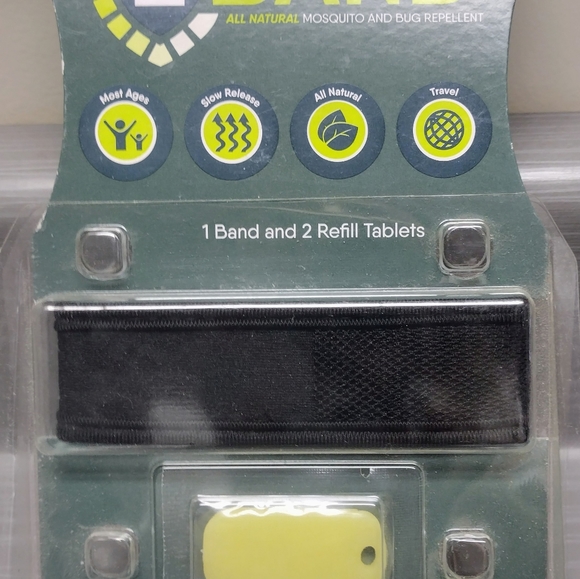 ALL NATURAL MOSQUITO AND BUG REPELLENT
Most Ages
Slow Release
All Natural
Travel
1 Band and 2 Refill Tablets